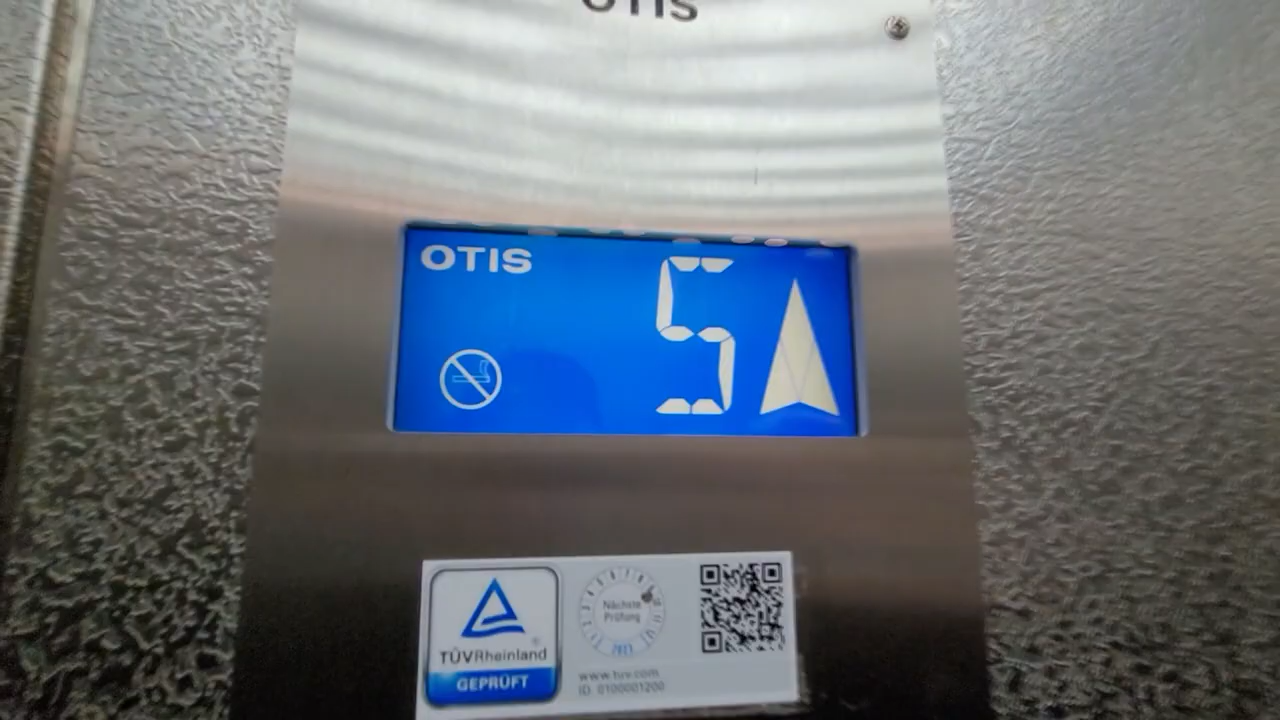 OTIS
OTIS
5
TÜVRheinland
®
GEPRÜFT
Nächste
Prüfung
www.tuv.com
ID 0100001200